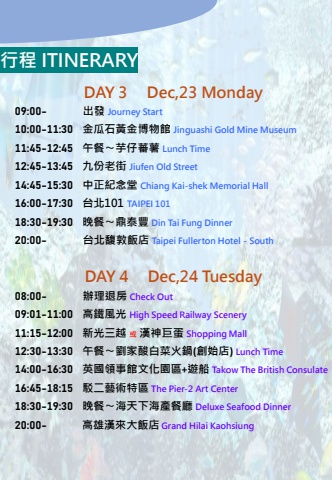 行程 ITINERARY
DAY 3 Dec,23 Monday
09:00- 出發 Journey Start
10:00-11:30 金瓜石黃金博物館 Jinguashi Gold Mine Museum
11:45-12:45 午餐～芋仔蕃薯 Lunch Time
12:45-13:45 九份老街 Jiufen Old Street
14:45-15:30 中正紀念堂 Chiang Kai-shek Memorial Hall
16:00-17:30 台北101 TAIPEI 101
18:30-19:30 晚餐～鼎泰豐 Din Tai Fung Dinner
20:00- 台北馥敦飯店 Taipei Fullerton Hotel - South
DAY 4 Dec,24 Tuesday
08:00- 辦理退房 Check Out
09:01-11:00 高鐵風光 High Speed Railway Scenery
11:15-12:00 新光三越 或 漢神巨蛋 Shopping Mall
12:30-13:30 午餐～劉家酸白菜火鍋(創始店) Lunch Time
14:00-16:30 英國領事館文化園區+遊船 Takow The British Consulate
16:45-18:15 駁二藝術特區 The Pier-2 Art Center
18:30-19:30 晚餐～海天下海產餐廳 Deluxe Seafood Dinner
20:00- 高雄漢來大飯店 Grand Hilai Kaohsiung